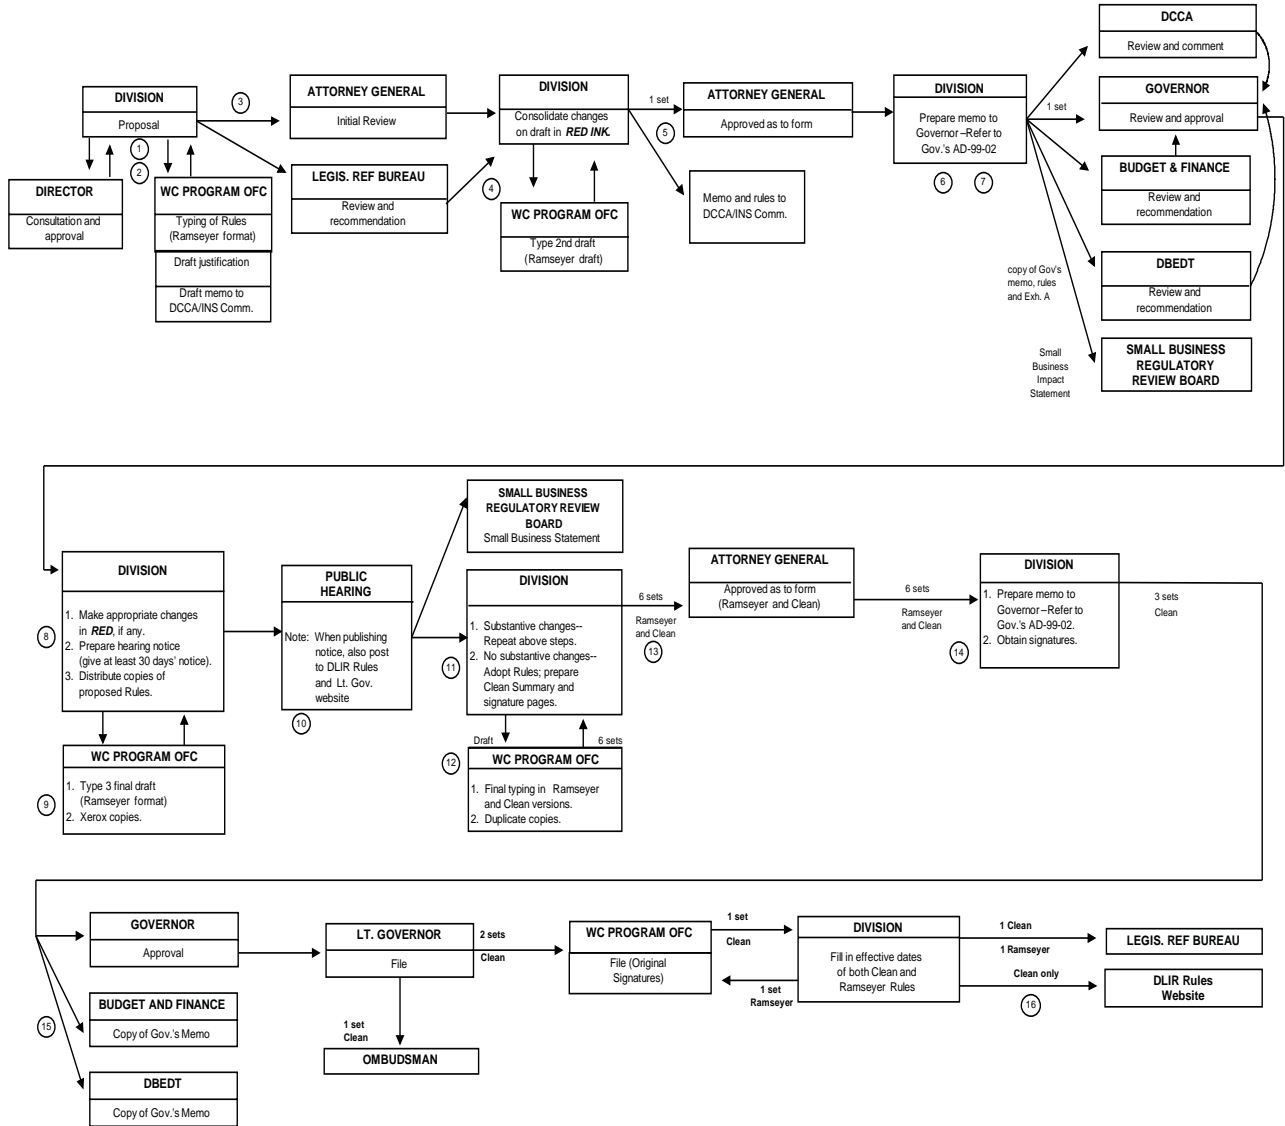 DIVISION
Proposal
1
2
3
DIRECTOR
Consultation and
approval
WC PROGRAM OFC
Typing of Rules
(Ramseyer format)
Draft justification
Draft memo to
DCCA/INS Comm.
ATTORNEY GENERAL
Initial Review
LEGIS. REF BUREAU
Review and
recommendation
4
DIVISION
Consolidate changes
on draft in RED INK.
WC PROGRAM OFC
Type 2nd draft
(Ramseyer draft)
1 set
5
ATTORNEY GENERAL
Approved as to form
Memo and rules to
DCCA/INS Comm.
DIVISION
Prepare memo to
Governor –Refer to
Gov.'s AD-99-02
6
7
DCCA
Review and comment
1 set
GOVERNOR
Review and approval
BUDGET & FINANCE
Review and
recommendation
copy of Gov's
memo, rules
and Exh. A
DBEDT
Review and
recommendation
Small
Business
Impact
Statement
SMALL BUSINESS
REGULATORY
REVIEW BOARD
DIVISION
1. Make appropriate changes
in RED, if any.
2. Prepare hearing notice
(give at least 30 days' notice).
3. Distribute copies of
proposed Rules.
8
WC PROGRAM OFC
1. Type 3 final draft
(Ramseyer format)
2. Xerox copies.
9
PUBLIC
HEARING
Note: When publishing
notice, also post
to DLIR Rules
and Lt. Gov.
website
10
SMALL BUSINESS
REGULATORY REVIEW
BOARD
Small Business Statement
DIVISION
1. Substantive changes--
Repeat above steps.
2. No substantive changes--
Adopt Rules; prepare
Clean Summary and
signature pages.
11
Draft
6 sets
12
WC PROGRAM OFC
1. Final typing in Ramseyer
and Clean versions.
2. Duplicate copies.
6 sets
Ramseyer
and Clean
13
ATTORNEY GENERAL
Approved as to form
(Ramseyer and Clean)
6 sets
Ramseyer
and Clean
14
DIVISION
1. Prepare memo to
Governor –Refer to
Gov.'s AD-99-02.
2. Obtain signatures.
3 sets
Clean
GOVERNOR
Approval
BUDGET AND FINANCE
Copy of Gov.'s Memo
15
DBEDT
Copy of Gov.'s Memo
LT. GOVERNOR
File
1 set
Clean
OMBUDSMAN
2 sets
Clean
WC PROGRAM OFC
File (Original
Signatures)
1 set
Clean
1 set
Ramseyer
DIVISION
Fill in effective dates
of both Clean and
Ramseyer Rules
1 Clean
1 Ramseyer
Clean only
16
LEGIS. REF BUREAU
DLIR Rules
Website